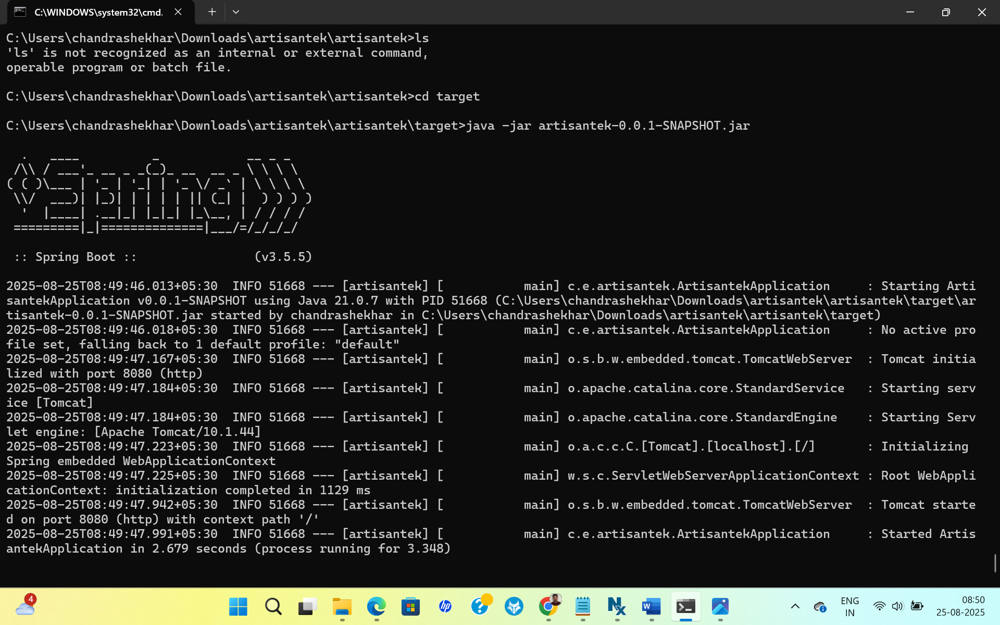 C:\WINDOWS\system32\cmd.
C:\Users\chandrashekhar\Downloads\artisantek\artisantek>ls
'ls' is not recognized as an internal or external command,
operable program or batch file.
C:\Users\chandrashekhar\Downloads\artisantek\artisantek>cd target
C:\Users\chandrashekhar\Downloads\artisantek\artisantek\target>java -jar artisantek-0.0.1-SNAPSHOT.jar
  .   ____          _            __ _ _
 /\\ / ___'_ __ _ _(_)_ __  __ _ \ \ \ \
( ( )\___ | '_ | '_| | '_ \/ _` | \ \ \ \
 \\/  ___)| |_)| | | | | || (_| |  ) ) ) )
  '  |____| .__|_| |_|_| |_\__, | / / / /
 =========|_|==============|___/=/_/_/_/
 :: Spring Boot ::                (v3.5.5)
2025-08-25T08:49:46.013+05:30  INFO 51668 --- [artisantek] [           main] c.e.artisantek.ArtisantekApplication     : Starting Arti
santekApplication v0.0.1-SNAPSHOT using Java 21.0.7 with PID 51668 (C:\Users\chandrashekhar\Downloads\artisantek\artisantek\target\ar
tisantek-0.0.1-SNAPSHOT.jar started by chandrashekhar in C:\Users\chandrashekhar\Downloads\artisantek\artisantek\target)
2025-08-25T08:49:46.018+05:30  INFO 51668 --- [artisantek] [           main] c.e.artisantek.ArtisantekApplication     : No active pro
file set, falling back to 1 default profile: "default"
2025-08-25T08:49:47.167+05:30  INFO 51668 --- [artisantek] [           main] o.s.b.w.embedded.tomcat.TomcatWebServer  : Tomcat initia
lized with port 8080 (http)
2025-08-25T08:49:47.184+05:30  INFO 51668 --- [artisantek] [           main] o.apache.catalina.core.StandardService   : Starting serv
ice [Tomcat]
2025-08-25T08:49:47.184+05:30  INFO 51668 --- [artisantek] [           main] o.apache.catalina.core.StandardEngine    : Starting Serv
let engine: [Apache Tomcat/10.1.44]
2025-08-25T08:49:47.223+05:30  INFO 51668 --- [artisantek] [           main] o.a.c.c.C.[Tomcat].[localhost].[/]       : Initializing
Spring embedded WebApplicationContext
2025-08-25T08:49:47.225+05:30  INFO 51668 --- [artisantek] [           main] w.s.c.ServletWebServerApplicationContext : Root WebAppli
cationContext: initialization completed in 1129 ms
2025-08-25T08:49:47.942+05:30  INFO 51668 --- [artisantek] [           main] o.s.b.w.embedded.tomcat.TomcatWebServer  : Tomcat starte
d on port 8080 (http) with context path '/'
2025-08-25T08:49:47.991+05:30  INFO 51668 --- [artisantek] [           main] c.e.artisantek.ArtisantekApplication     : Started Artis
antekApplication in 2.679 seconds (process running for 3.348)
4
hp
W
ENG
IN
08:50
25-08-2025